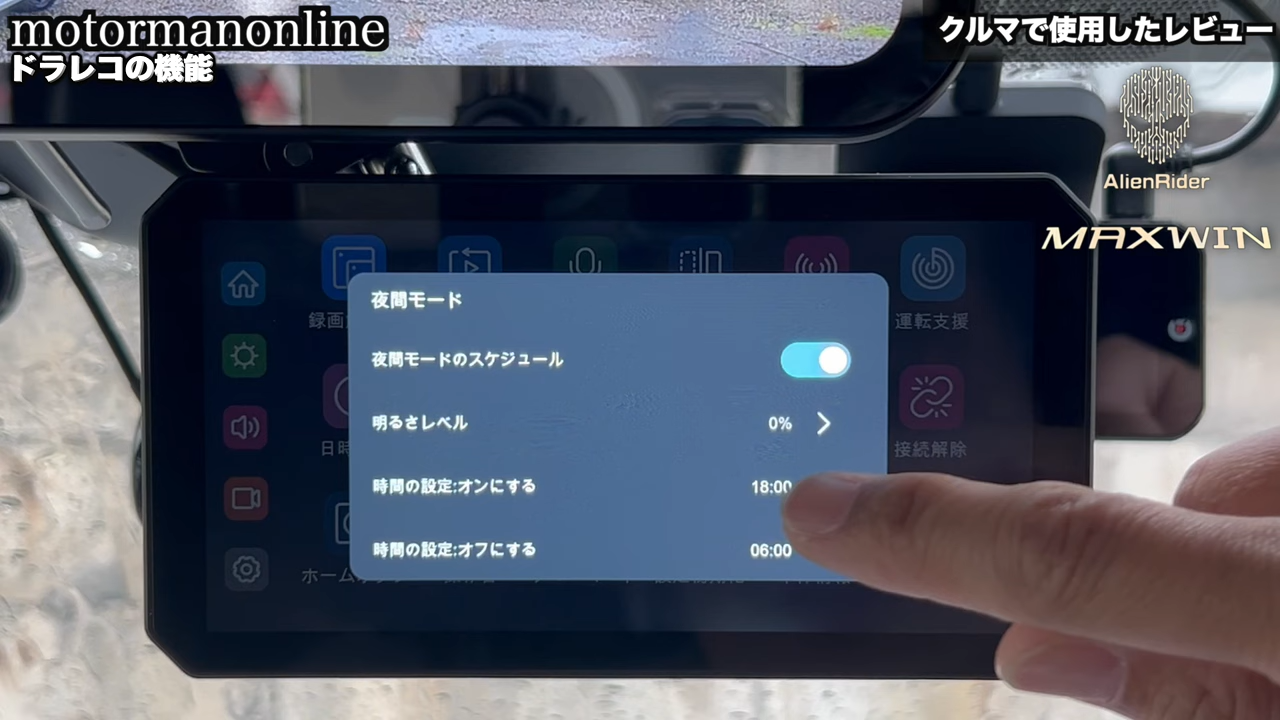 motormanonline
ドラレコの機能
クルマで使用したレビュー
AlienRider
MAXWIN
録画
運転支援
夜間モード
夜間モードのスケジュール
明るさレベル 0%
日時
接続解除
時間の設定:オンにする 18:00
時間の設定:オフにする 06:00